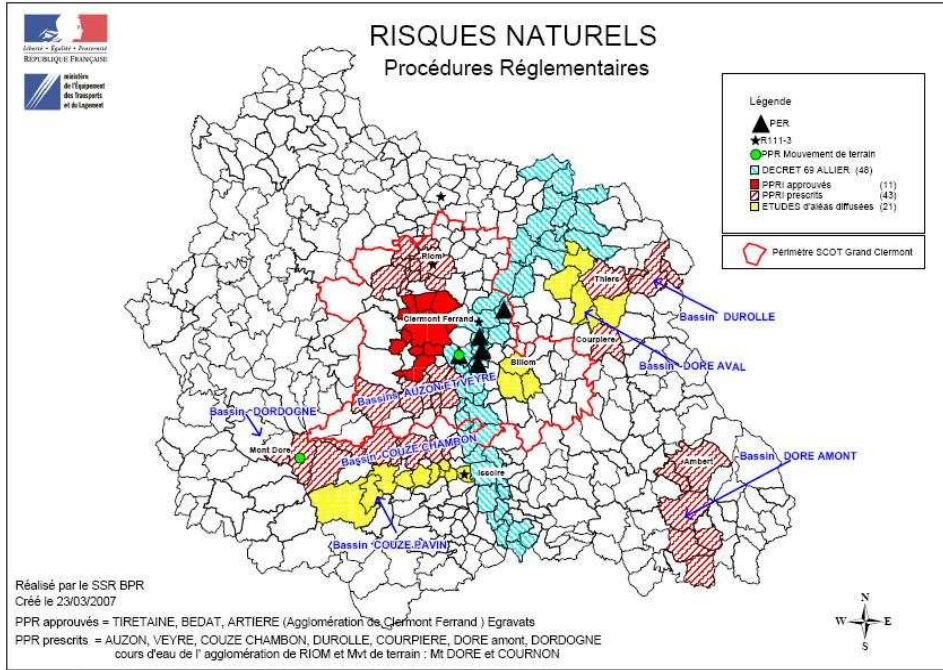 RISQUES NATURELS
Procédures Réglementaires
Liberté • Égalité • Fraternité
RÉPUBLIQUE FRANÇAISE
ministère
de l'Équipement
des Transports
et du Logement
Légende
PER
R111-3
PPR Mouvement de terrain
DECRET 69 ALLIER (48)
PPRI approuvés (11)
PPRI prescrits (43)
ETUDES d'aléas diffusées (21)
Périmètre SCOT Grand Clermont
Riom
Thiers
Clermont Ferrand
Bassin DUROLLE
Courpiere
Billom
Bassin DORE AVAL
Bassins AUZON ET VEYRE
Bassin DORDOGNE
Mont Dore
Bassin COUZE CHAMBON
Issoire
Ambert
Bassin DORE AMONT
Bassin COUZE PAVIN
Réalisé par le SSR BPR
Créé le 23/03/2007
PPR approuvés = TIRETAINE, BEDAT, ARTIERE (Agglomération de Clermont Ferrand ) Egravats
PPR prescrits = AUZON, VEYRE, COUZE CHAMBON, DUROLLE, COURPIERE, DORE amont, DORDOGNE
cours d'eau de l' agglomération de RIOM et Mvt de terrain : Mt DORE et COURNON
N
W E
S